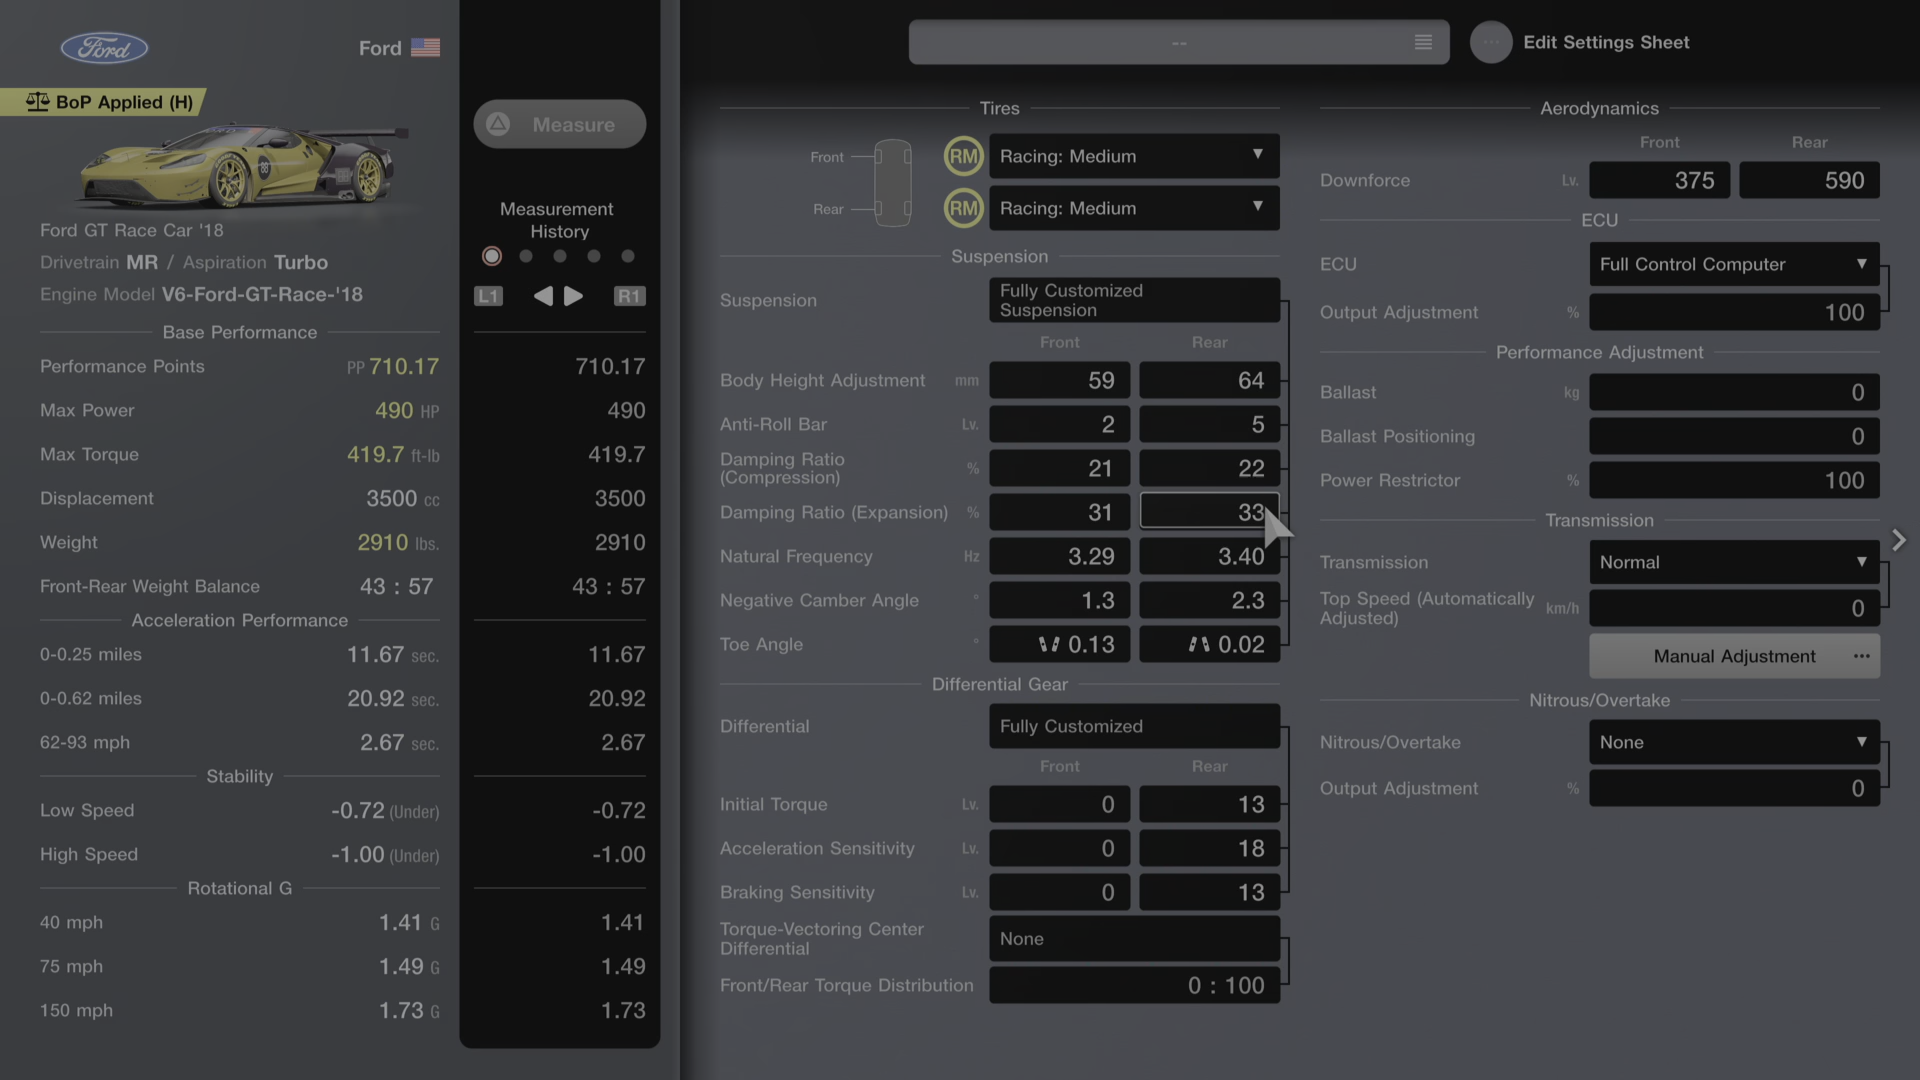 Ford
Ford
BoP Applied (H)
Ford GT Race Car '18
Drivetrain MR / Aspiration Turbo
Engine Model V6-Ford-GT-Race-'18
Base Performance
Performance Points PP 710.17
Max Power 490 HP
Max Torque 419.7 ft-lb
Displacement 3500 cc
Weight 2910 lbs.
Front-Rear Weight Balance 43 : 57
Acceleration Performance
0-0.25 miles 11.67 sec.
0-0.62 miles 20.92 sec.
62-93 mph 2.67 sec.
Stability
Low Speed -0.72 (Under)
High Speed -1.00 (Under)
Rotational G
40 mph 1.41 G
75 mph 1.49 G
150 mph 1.73 G
Measure
Measurement
History
L1 R1
710.17
490
419.7
3500
2910
43 : 57
11.67
20.92
2.67
-0.72
-1.00
1.41
1.49
1.73
--
Edit Settings Sheet
Tires
Front RM Racing: Medium
Rear RM Racing: Medium
Suspension
Suspension Fully Customized
Suspension
Front Rear
Body Height Adjustment mm 59 64
Anti-Roll Bar Lv. 2 5
Damping Ratio
(Compression) % 21 22
Damping Ratio (Expansion) % 31 33
Natural Frequency Hz 3.29 3.40
Negative Camber Angle ° 1.3 2.3
Toe Angle ° 0.13 0.02
Differential Gear
Differential Fully Customized
Front Rear
Initial Torque Lv. 0 13
Acceleration Sensitivity Lv. 0 18
Braking Sensitivity Lv. 0 13
Torque-Vectoring Center
Differential None
Front/Rear Torque Distribution 0 : 100
Aerodynamics
Front Rear
Downforce Lv. 375 590
ECU
ECU Full Control Computer
Output Adjustment % 100
Performance Adjustment
Ballast kg 0
Ballast Positioning 0
Power Restrictor % 100
Transmission
Transmission Normal
Top Speed (Automatically
Adjusted) km/h 0
Manual Adjustment
Nitrous/Overtake
Nitrous/Overtake None
Output Adjustment % 0